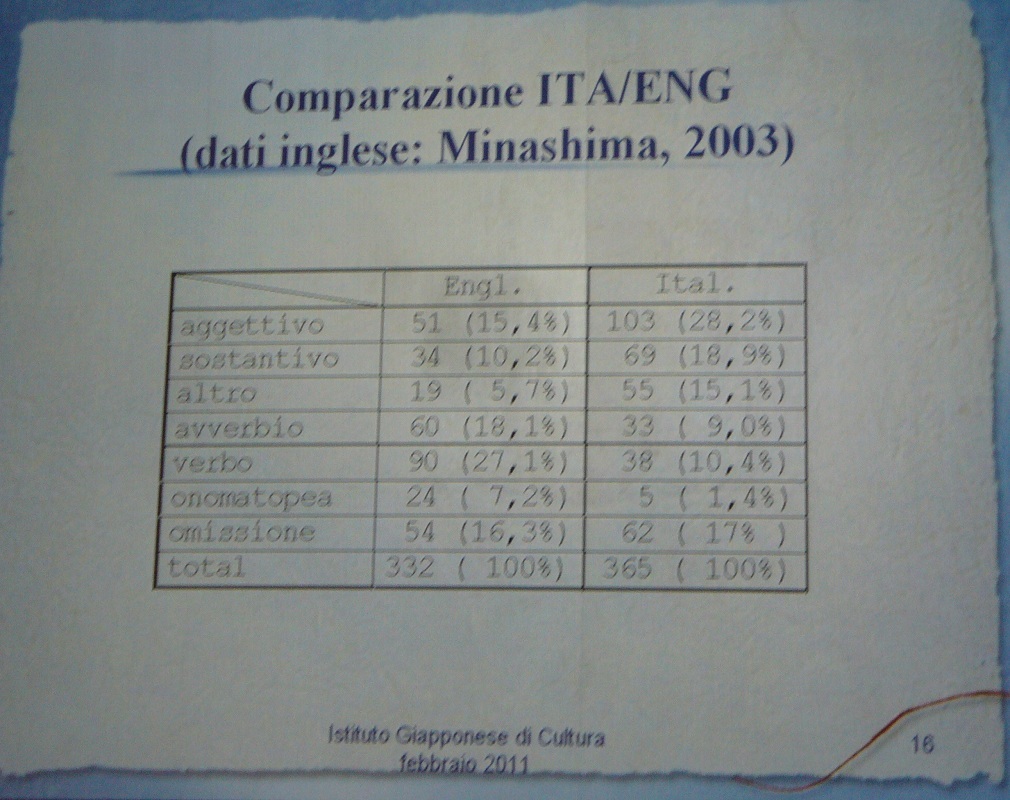 Comparazione ITA/ENG
(dati inglese: Minashima, 2003)
Engl. Ital.
aggettivo 51 (15,4%) 103 (28,2%)
sostantivo 34 (10,2%) 69 (18,9%)
altro 19 ( 5,7%) 55 (15,1%)
avverbio 60 (18,1%) 33 ( 9,0%)
verbo 90 (27,1%) 38 (10,4%)
onomatopea 24 ( 7,2%) 5 ( 1,4%)
omissione 54 (16,3%) 62 ( 17% )
total 332 ( 100%) 365 ( 100%)
Istituto Giapponese di Cultura
febbraio 2011
16